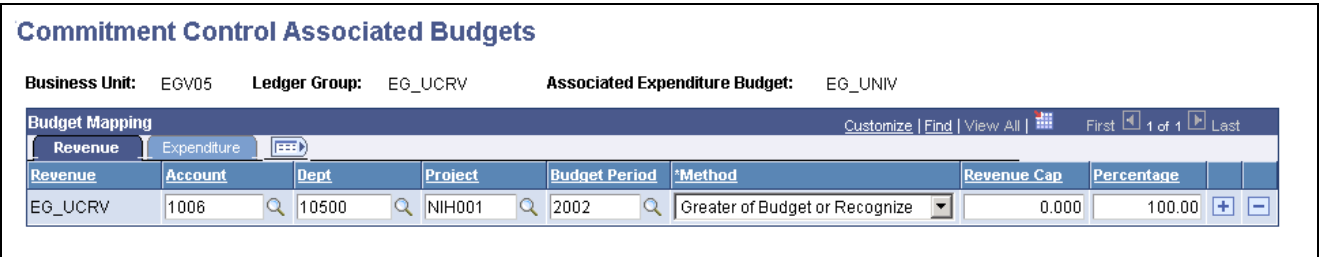 Commitment Control Associated Budgets
Business Unit: EGV05 Ledger Group: EG_UCRV Associated Expenditure Budget: EG_UNIV
Budget Mapping Customize | Find | View All | First 1 of 1 Last
Revenue Expenditure
Revenue Account Dept Project Budget Period *Method Revenue Cap Percentage
EG_UCRV 1006 10500 NIH001 2002 Greater of Budget or Recognize 0.000 100.00